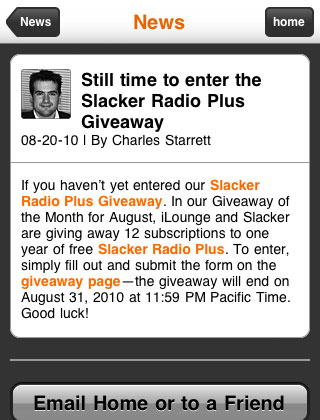 News
News
home
Still time to enter the
Slacker Radio Plus
Giveaway
08-20-10 | By Charles Starrett
If you haven't yet entered our Slacker
Radio Plus Giveaway. In our Giveaway of
the Month for August, iLounge and Slacker
are giving away 12 subscriptions to one
year of free Slacker Radio Plus. To enter,
simply fill out and submit the form on the
giveaway page—the giveaway will end on
August 31, 2010 at 11:59 PM Pacific Time.
Good luck!
Email Home or to a Friend